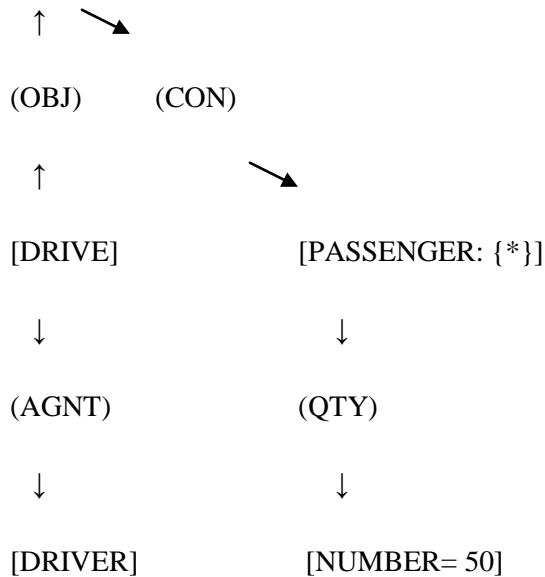 (OBJ) (CON)
[DRIVE] [PASSENGER: {*}]
(AGNT) (QTY)
[DRIVER] [NUMBER= 50]